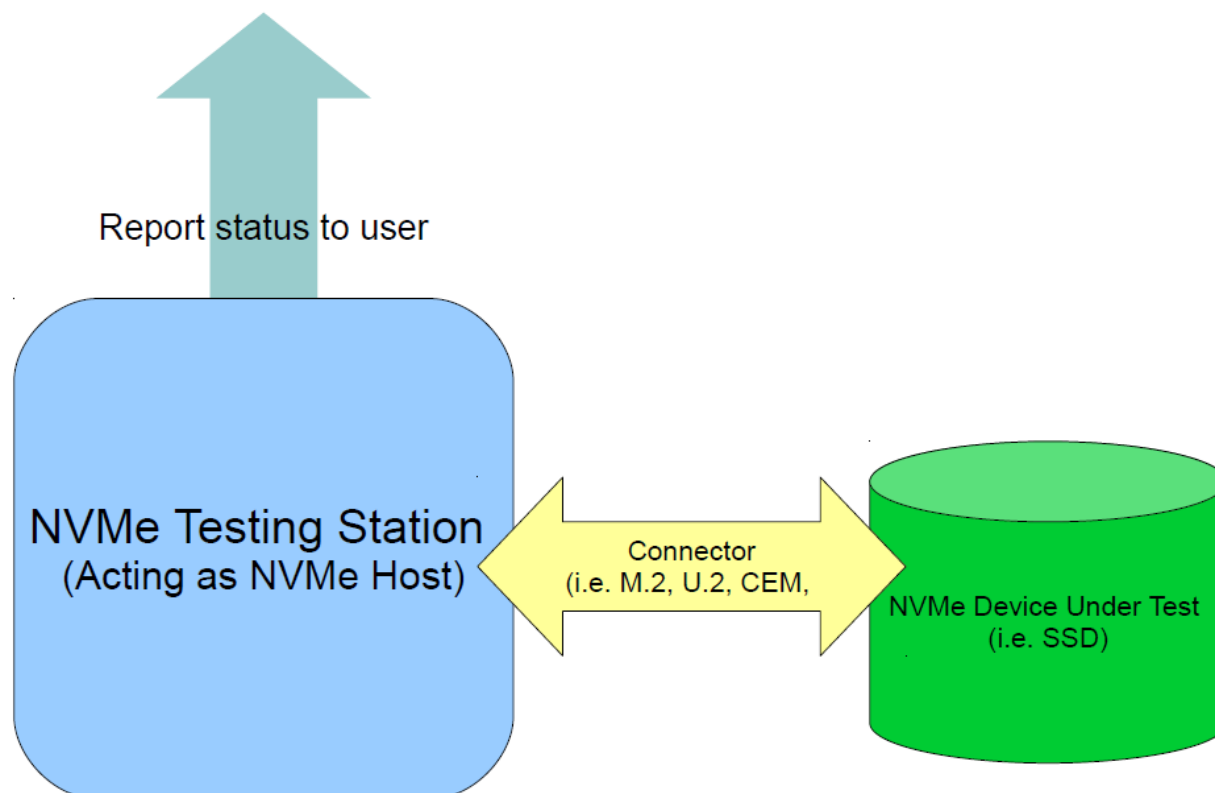 Report status to user
NVMe Testing Station
(Acting as NVMe Host)
Connector
(i.e. M.2, U.2, CEM,
NVMe Device Under Test
(i.e. SSD)